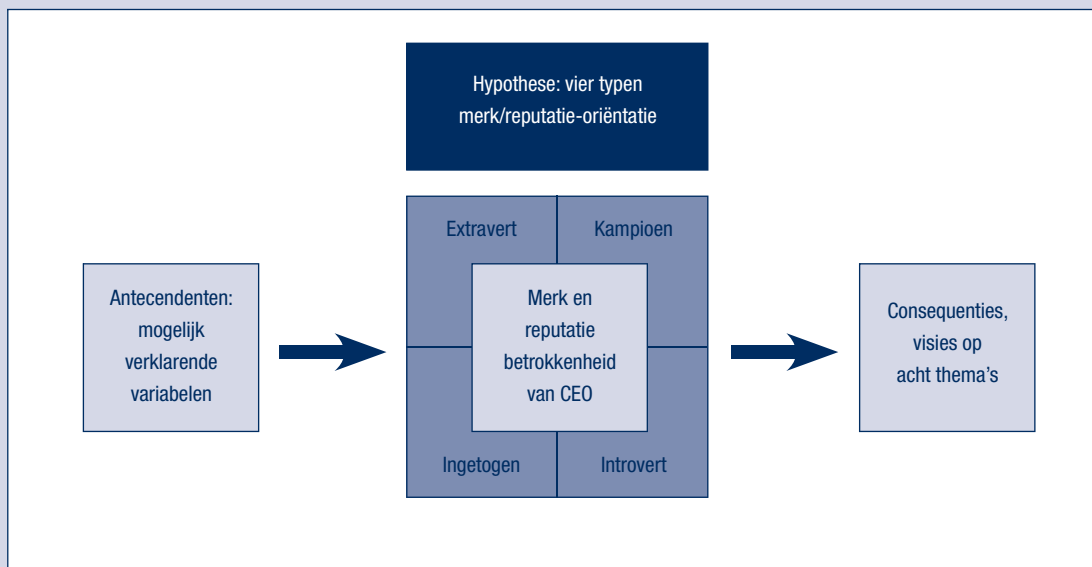 Hypothese: vier typen
merk/reputatie-oriëntatie
Extravert
Kampioen
Antecendenten:
mogelijk
verklarende
variabelen
Merk en
reputatie
betrokkenheid
van CEO
Consequenties,
visies op
acht thema's
Ingetogen
Introvert